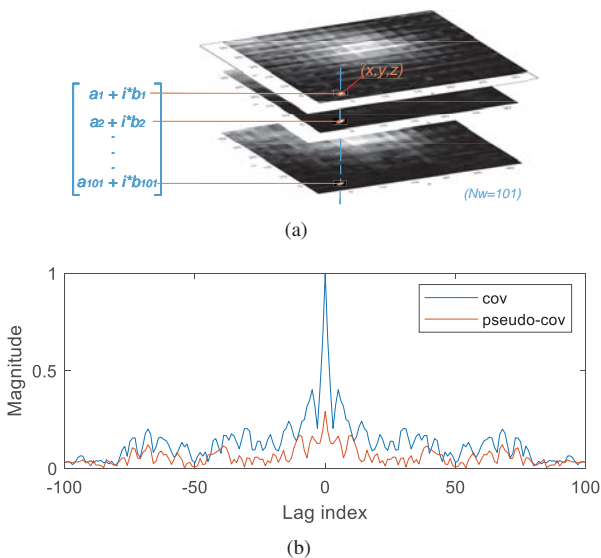 (x,y,z)
a1 + i*b1
a2 + i*b2
.
.
.
a101 + i*b101
(Nw=101)
(a)
1
0.5
0
Magnitude
cov
pseudo-cov
-100 -50 0 50 100
Lag index
(b)